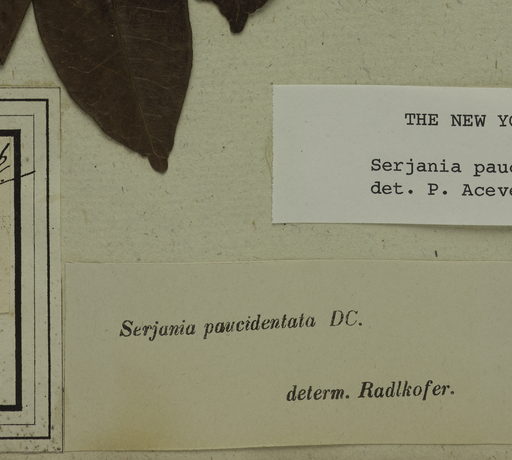 THE NEW YO
Serjania pauc
det. P. Aceve
Serjania paucidentata DC.
determ. Radlkofer.